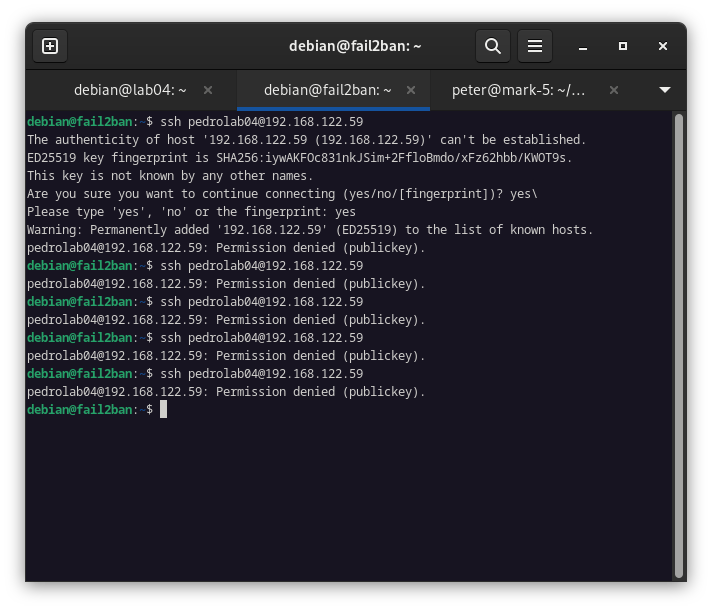 debian@fail2ban: ~
debian@lab04: ~
debian@fail2ban: ~
peter@mark-5: ~/…
debian@fail2ban:~$ ssh pedrolab04@192.168.122.59
The authenticity of host '192.168.122.59 (192.168.122.59)' can't be established.
ED25519 key fingerprint is SHA256:iywAKFOc831nkJSim+2FfloBmdo/xFz62hbb/KWOT9s.
This key is not known by any other names.
Are you sure you want to continue connecting (yes/no/[fingerprint])? yes\
Please type 'yes', 'no' or the fingerprint: yes
Warning: Permanently added '192.168.122.59' (ED25519) to the list of known hosts.
pedrolab04@192.168.122.59: Permission denied (publickey).
debian@fail2ban:~$ ssh pedrolab04@192.168.122.59
pedrolab04@192.168.122.59: Permission denied (publickey).
debian@fail2ban:~$ ssh pedrolab04@192.168.122.59
pedrolab04@192.168.122.59: Permission denied (publickey).
debian@fail2ban:~$ ssh pedrolab04@192.168.122.59
pedrolab04@192.168.122.59: Permission denied (publickey).
debian@fail2ban:~$ ssh pedrolab04@192.168.122.59
pedrolab04@192.168.122.59: Permission denied (publickey).
debian@fail2ban:~$